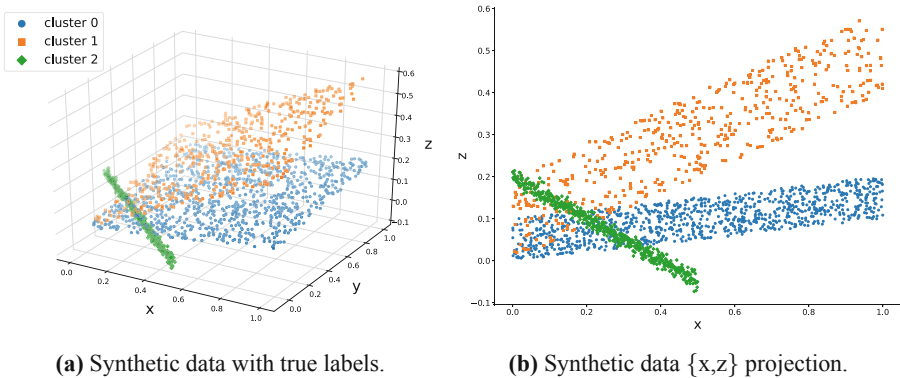 cluster 0
cluster 1
cluster 2
0.6
0.5
0.4
0.3
0.2
0.1
0.0
−0.1
z
0.0
0.2
0.4
0.6
0.8
1.0
x
0.0
0.2
0.4
0.6
0.8
1.0
y
0.6
0.5
0.4
0.3
0.2
0.1
0.0
−0.1
z
0.0 0.2 0.4 0.6 0.8 1.0
x
(a) Synthetic data with true labels.
(b) Synthetic data {x,z} projection.